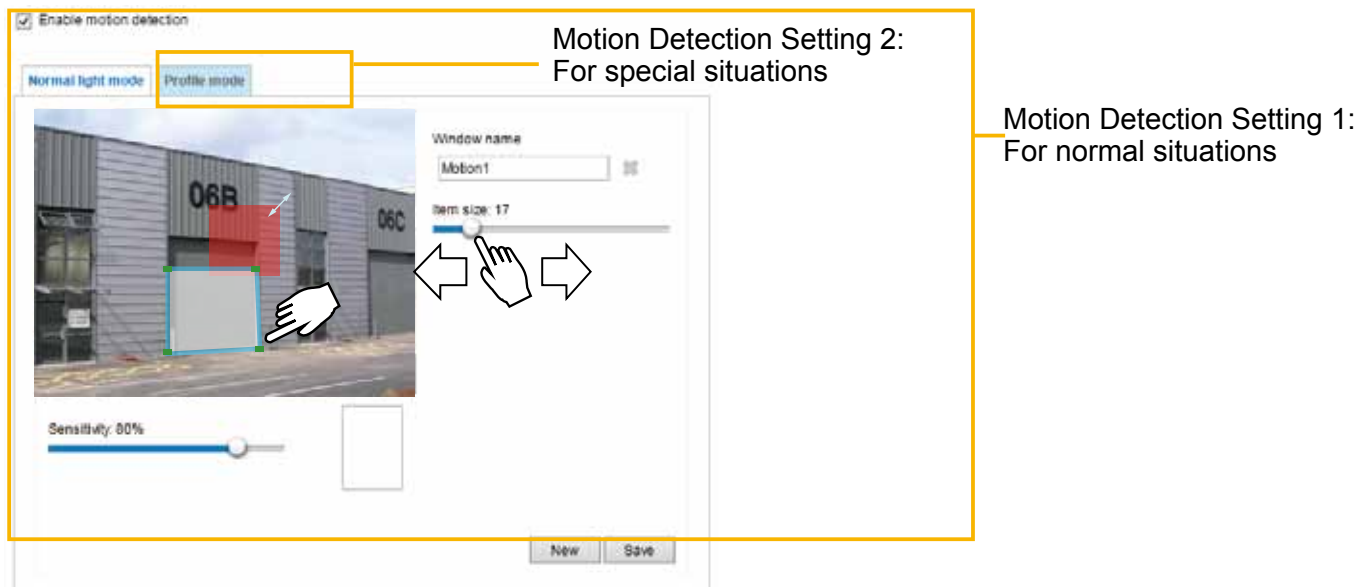 Enable motion detection
Motion Detection Setting 2:
For special situations
Normal light mode
Profile mode
Motion Detection Setting 1:
For normal situations
Window name
Motion1
06B
06C
Item size: 17
Sensitivity: 80%
New
Save